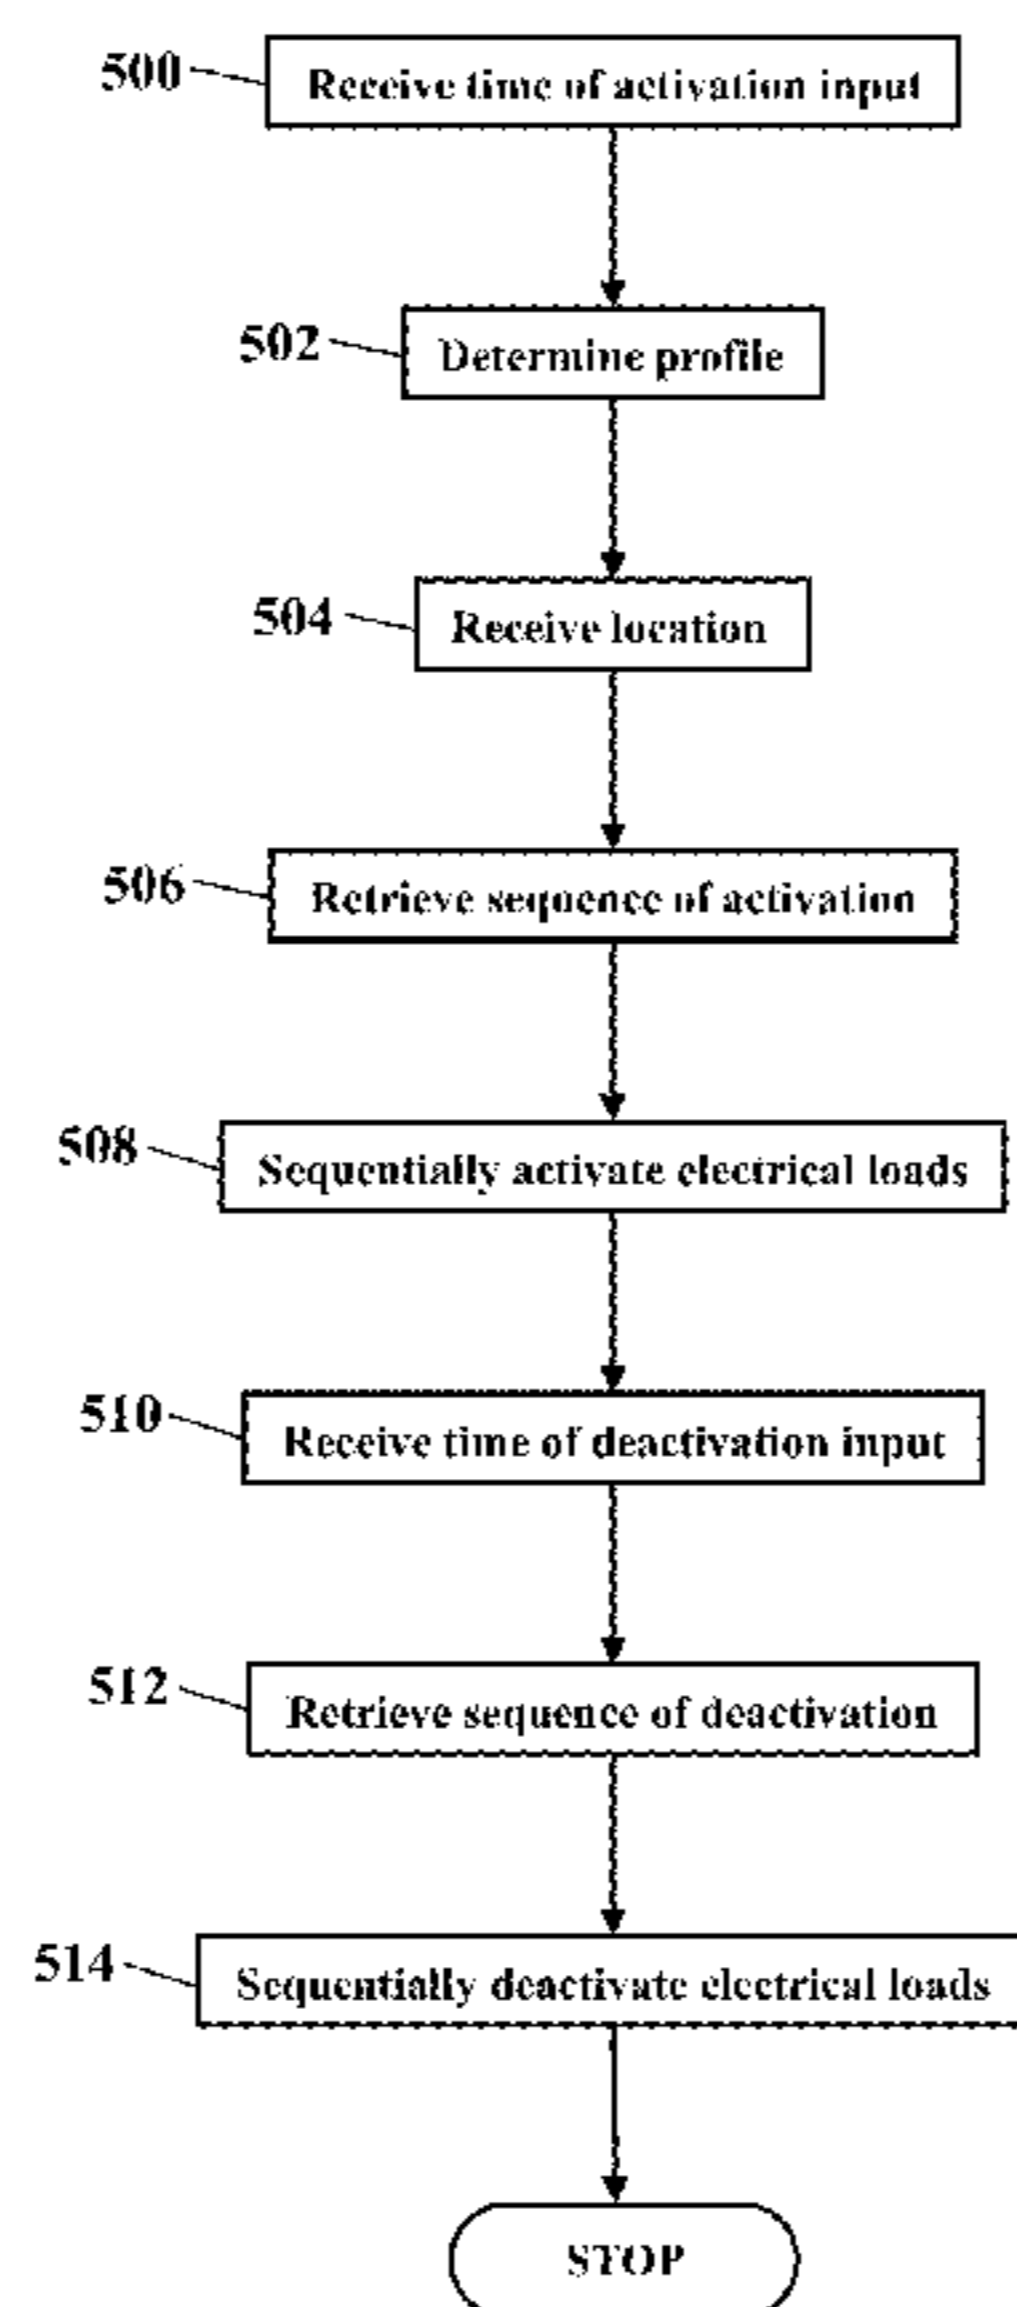 500 Receive time of activation input
502 Determine profile
504 Receive location
506 Retrieve sequence of activation
508 Sequentially activate electrical loads
510 Receive time of deactivation input
512 Retrieve sequence of deactivation
514 Sequentially deactivate electrical loads
STOP